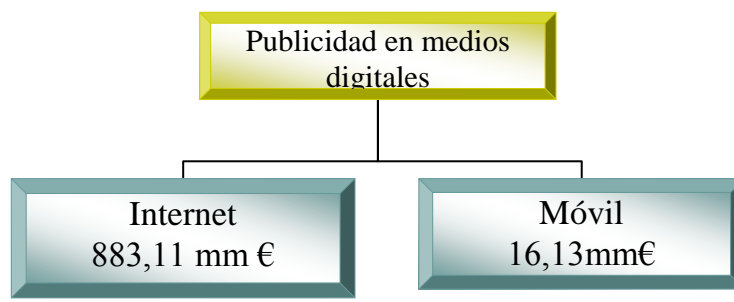 Publicidad en medios
digitales
Internet
883,11 mm €
Móvil
16,13mm€